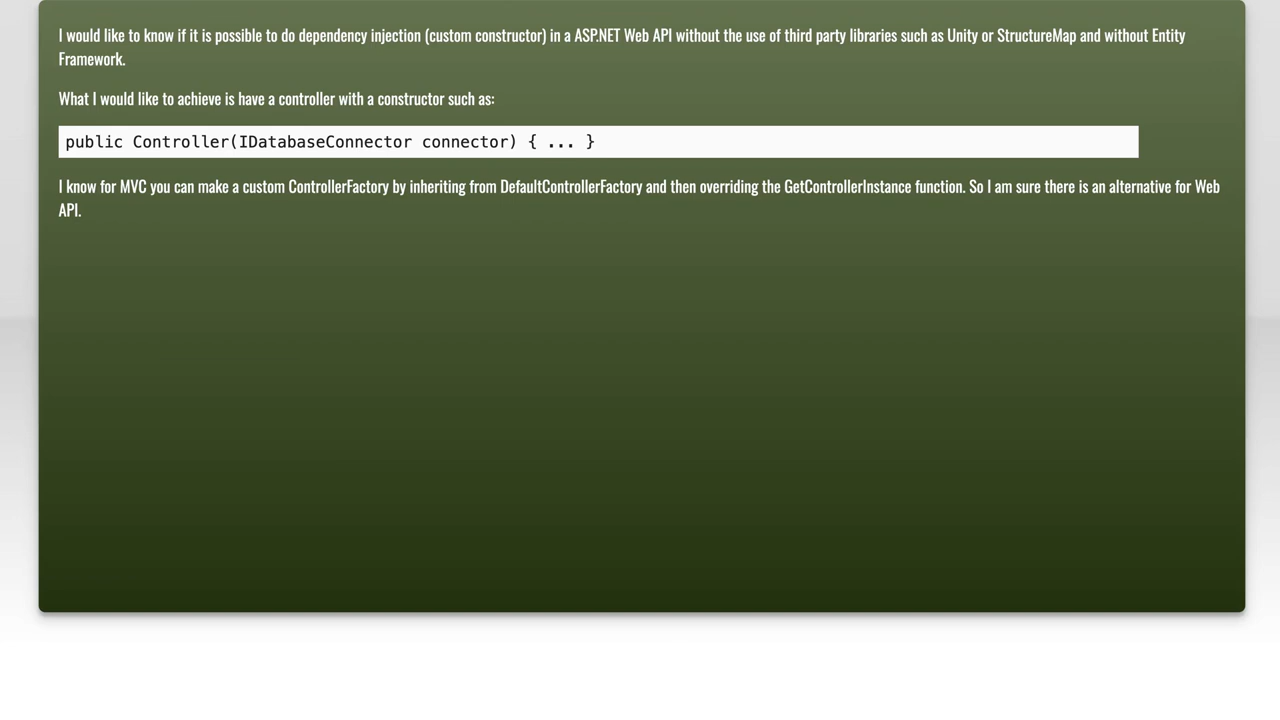 I would like to know if it is possible to do dependency injection (custom constructor) in a ASP.NET Web API without the use of third party libraries such as Unity or StructureMap and without Entity
Framework.
What I would like to achieve is have a controller with a constructor such as:
public Controller(IDatabaseConnector connector) { ... }
I know for MVC you can make a custom ControllerFactory by inheriting from DefaultControllerFactory and then overriding the GetControllerInstance function. So I am sure there is an alternative for Web
API.